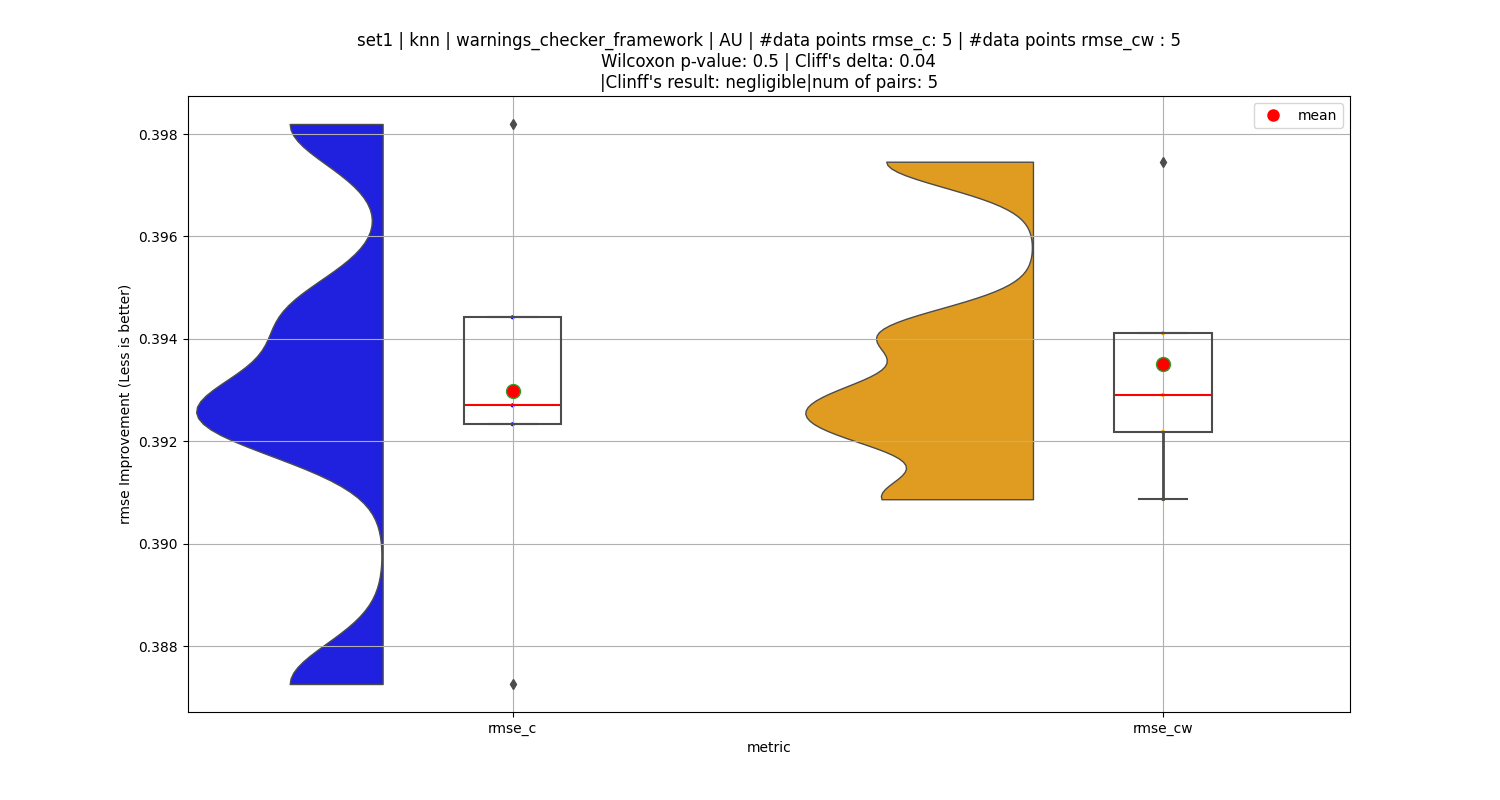 set1 | knn | warnings_checker_framework | AU | #data points rmse_c: 5 | #data points rmse_cw : 5
Wilcoxon p-value: 0.5 | Cliff's delta: 0.04
|Clinff's result: negligible|num of pairs: 5
mean
0.398
0.396
0.394
0.392
0.390
0.388
rmse Improvement (Less is better)
rmse_c
rmse_cw
metric